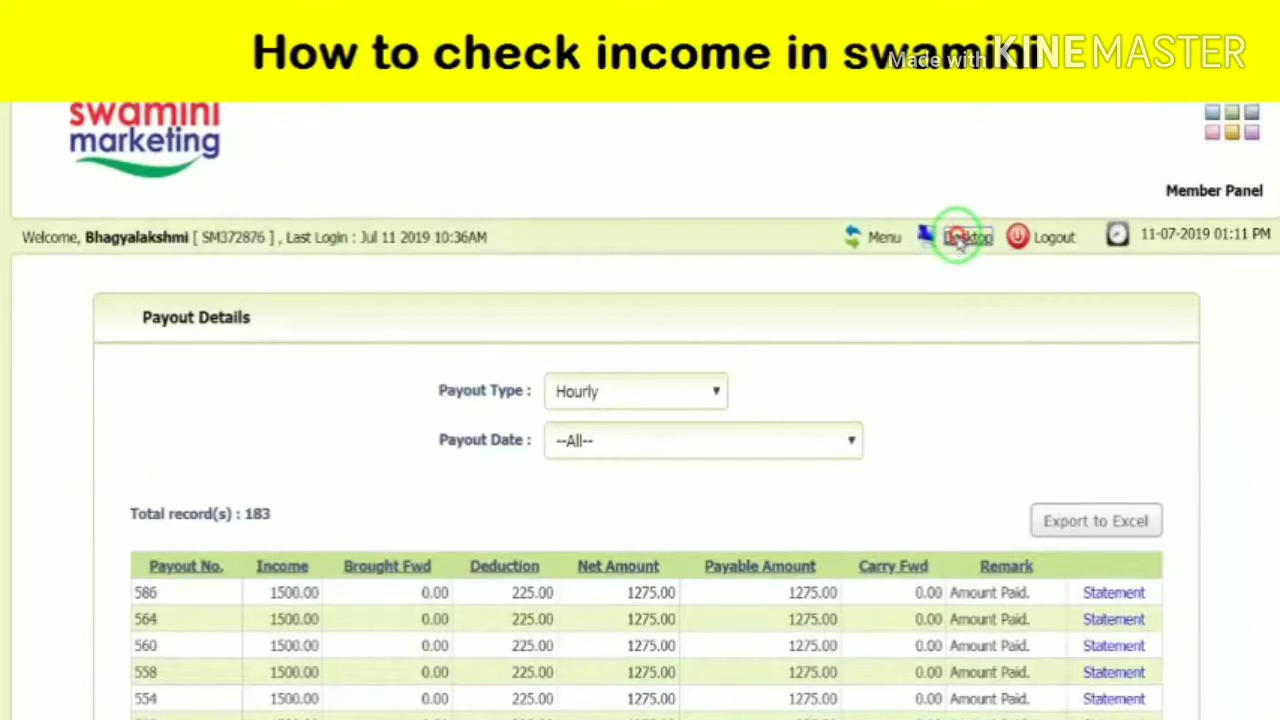 How to check income in swamini
Made with KINEMASTER
swamini
marketing
Member Panel
Welcome, Bhagyalakshmi [ SM372876 ] , Last Login : Jul 11 2019 10:36AM
Menu Desktop Logout 11-07-2019 01:11 PM
Payout Details
Payout Type : Hourly
Payout Date : --All--
Total record(s) : 183
Export to Excel
Payout No. Income Brought Fwd Deduction Net Amount Payable Amount Carry Fwd Remark
586 1500.00 0.00 225.00 1275.00 1275.00 0.00 Amount Paid. Statement
564 1500.00 0.00 225.00 1275.00 1275.00 0.00 Amount Paid. Statement
560 1500.00 0.00 225.00 1275.00 1275.00 0.00 Amount Paid. Statement
558 1500.00 0.00 225.00 1275.00 1275.00 0.00 Amount Paid. Statement
554 1500.00 0.00 225.00 1275.00 1275.00 0.00 Amount Paid. Statement